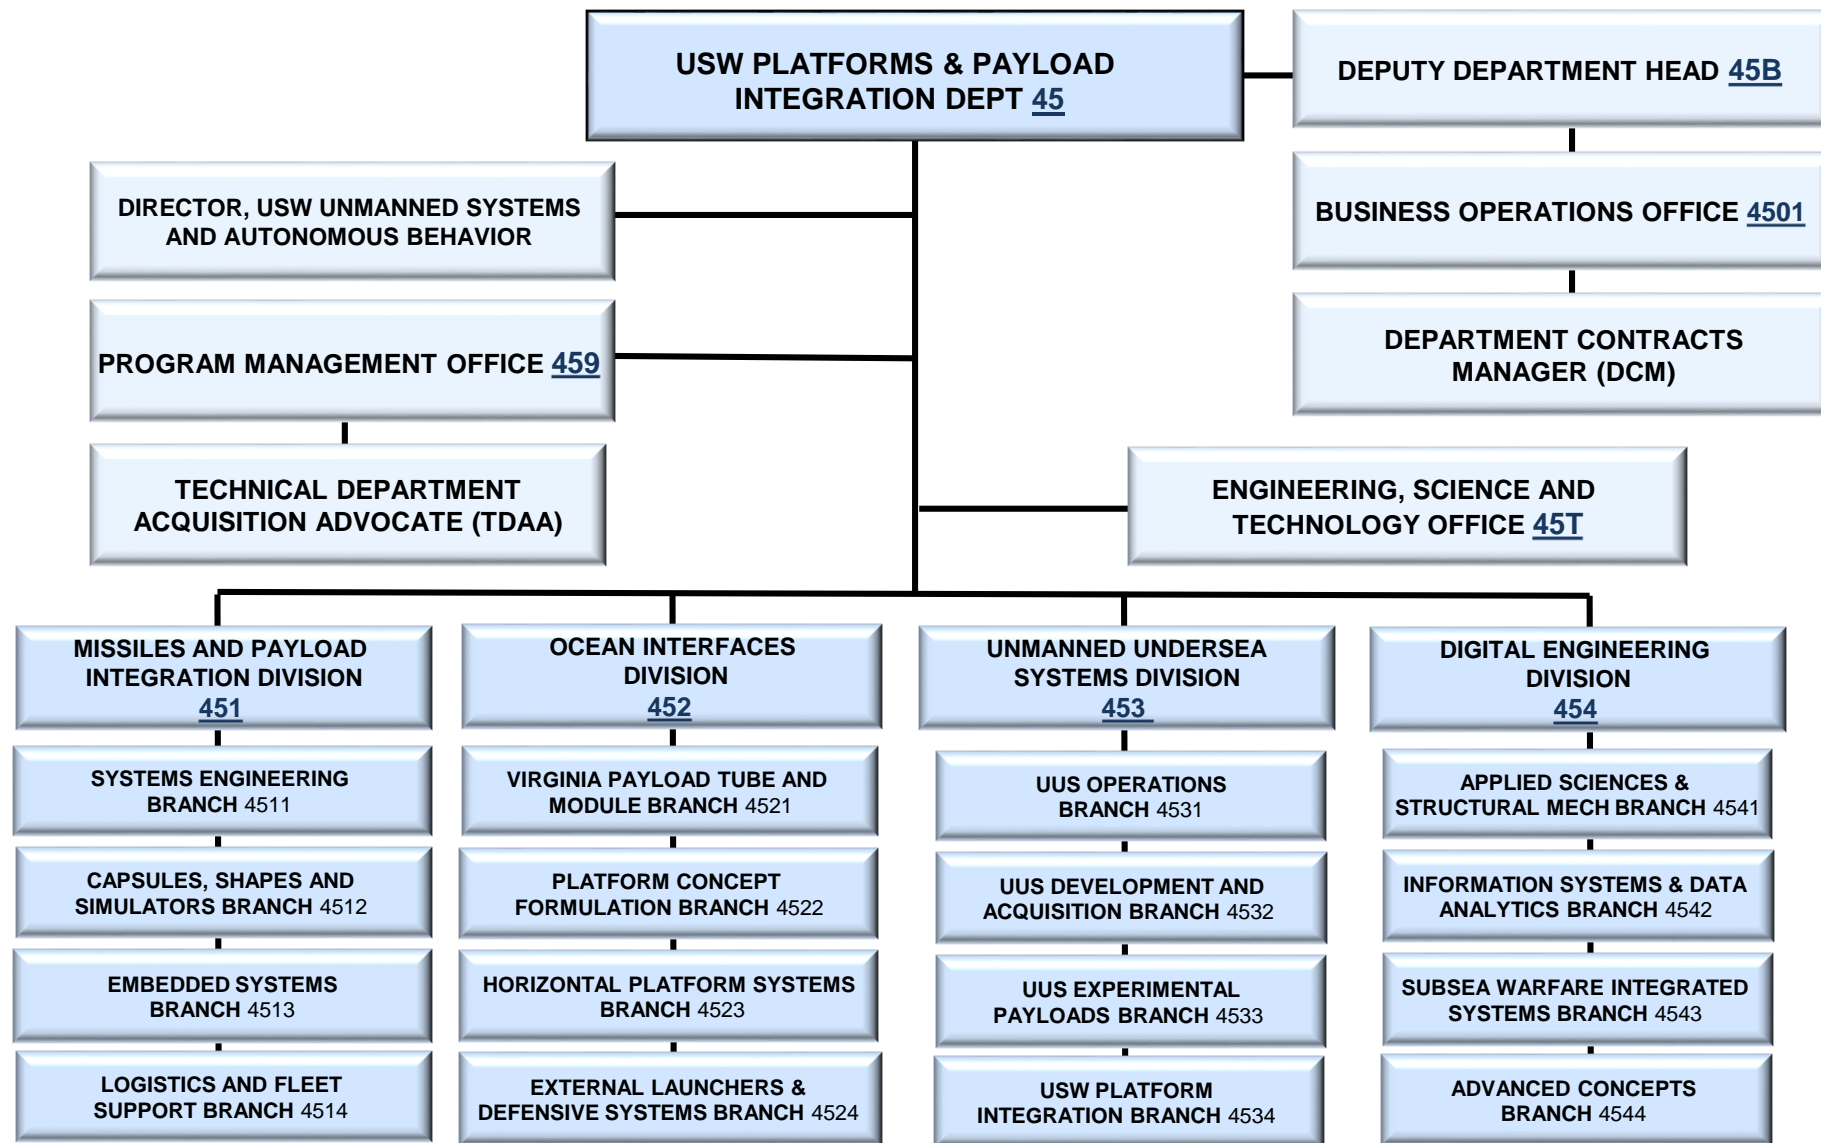 USW PLATFORMS & PAYLOAD
INTEGRATION DEPT 45
DEPUTY DEPARTMENT HEAD 45B
BUSINESS OPERATIONS OFFICE 4501
DEPARTMENT CONTRACTS
MANAGER (DCM)
DIRECTOR, USW UNMANNED SYSTEMS
AND AUTONOMOUS BEHAVIOR
PROGRAM MANAGEMENT OFFICE 459
TECHNICAL DEPARTMENT
ACQUISITION ADVOCATE (TDAA)
ENGINEERING, SCIENCE AND
TECHNOLOGY OFFICE 45T
MISSILES AND PAYLOAD
INTEGRATION DIVISION
451
SYSTEMS ENGINEERING
BRANCH 4511
CAPSULES, SHAPES AND
SIMULATORS BRANCH 4512
EMBEDDED SYSTEMS
BRANCH 4513
LOGISTICS AND FLEET
SUPPORT BRANCH 4514
OCEAN INTERFACES
DIVISION
452
VIRGINIA PAYLOAD TUBE AND
MODULE BRANCH 4521
PLATFORM CONCEPT
FORMULATION BRANCH 4522
HORIZONTAL PLATFORM SYSTEMS
BRANCH 4523
EXTERNAL LAUNCHERS &
DEFENSIVE SYSTEMS BRANCH 4524
UNMANNED UNDERSEA
SYSTEMS DIVISION
453
UUS OPERATIONS
BRANCH 4531
UUS DEVELOPMENT AND
ACQUISITION BRANCH 4532
UUS EXPERIMENTAL
PAYLOADS BRANCH 4533
USW PLATFORM
INTEGRATION BRANCH 4534
DIGITAL ENGINEERING
DIVISION
454
APPLIED SCIENCES &
STRUCTURAL MECH BRANCH 4541
INFORMATION SYSTEMS & DATA
ANALYTICS BRANCH 4542
SUBSEA WARFARE INTEGRATED
SYSTEMS BRANCH 4543
ADVANCED CONCEPTS
BRANCH 4544